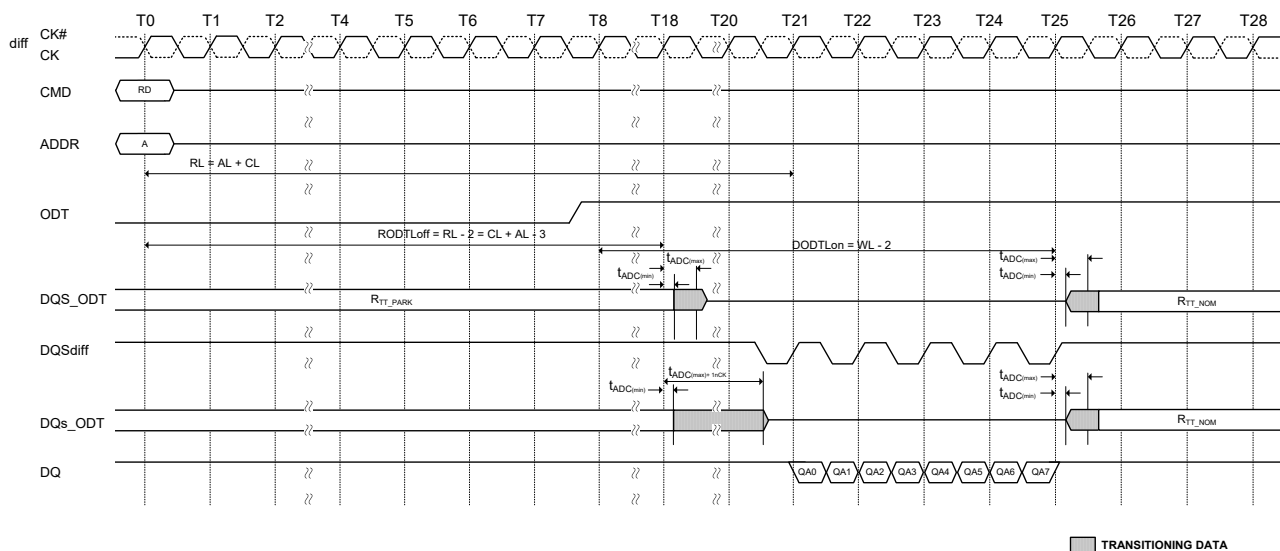 T0 T1 T2 T4 T5 T6 T7 T8 T18 T20 T21 T22 T23 T24 T25 T26 T27 T28
diff CK#
CK
CMD RD
ADDR A
RL = AL + CL
ODT
RODTLoff = RL - 2 = CL + AL - 3
DODTLon = WL - 2
tADC(max) tADC(max)
tADC(min) tADC(min)
DQS_ODT RTT_PARK RTT_NOM
DQSdiff
tADC(max)+ 1nCK tADC(max)
tADC(min) tADC(min)
DQs_ODT RTT_NOM
DQ QA0 QA1 QA2 QA3 QA4 QA5 QA6 QA7
TRANSITIONING DATA